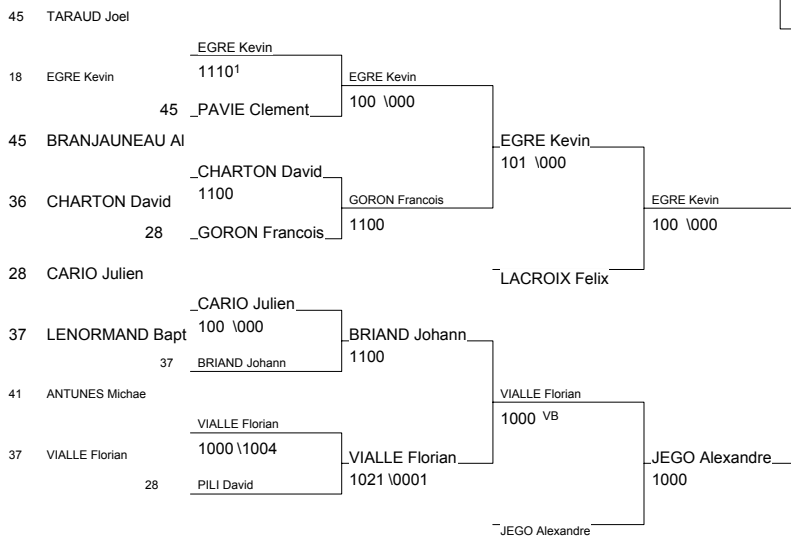 45 TARAUD Joel
EGRE Kevin
1110¹
18 EGRE Kevin
EGRE Kevin
100 \000
45 _PAVIE Clement
45 BRANJAUNEAU Al
EGRE Kevin
101 \000
_CHARTON David
1100
36 CHARTON David
GORON Francois
1100
EGRE Kevin
100 \000
28 _GORON Francois
28 CARIO Julien
LACROIX Felix
_CARIO Julien
100 \000
37 LENORMAND Bapt
BRIAND Johann
1100
37 BRIAND Johann
41 ANTUNES Michae
VIALLE Florian
1000 VB
VIALLE Florian
1000 \1004
37 VIALLE Florian
VIALLE Florian
1021 \0001
JEGO Alexandre
1000
28 PILI David
JEGO Alexandre